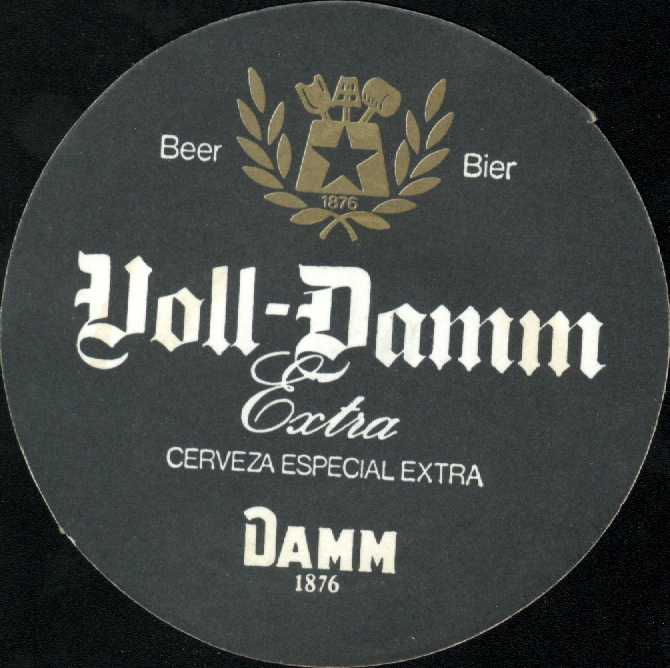 Beer
Bier
1876
Voll-Damm
Extra
CERVEZA ESPECIAL EXTRA
DAMM
1876